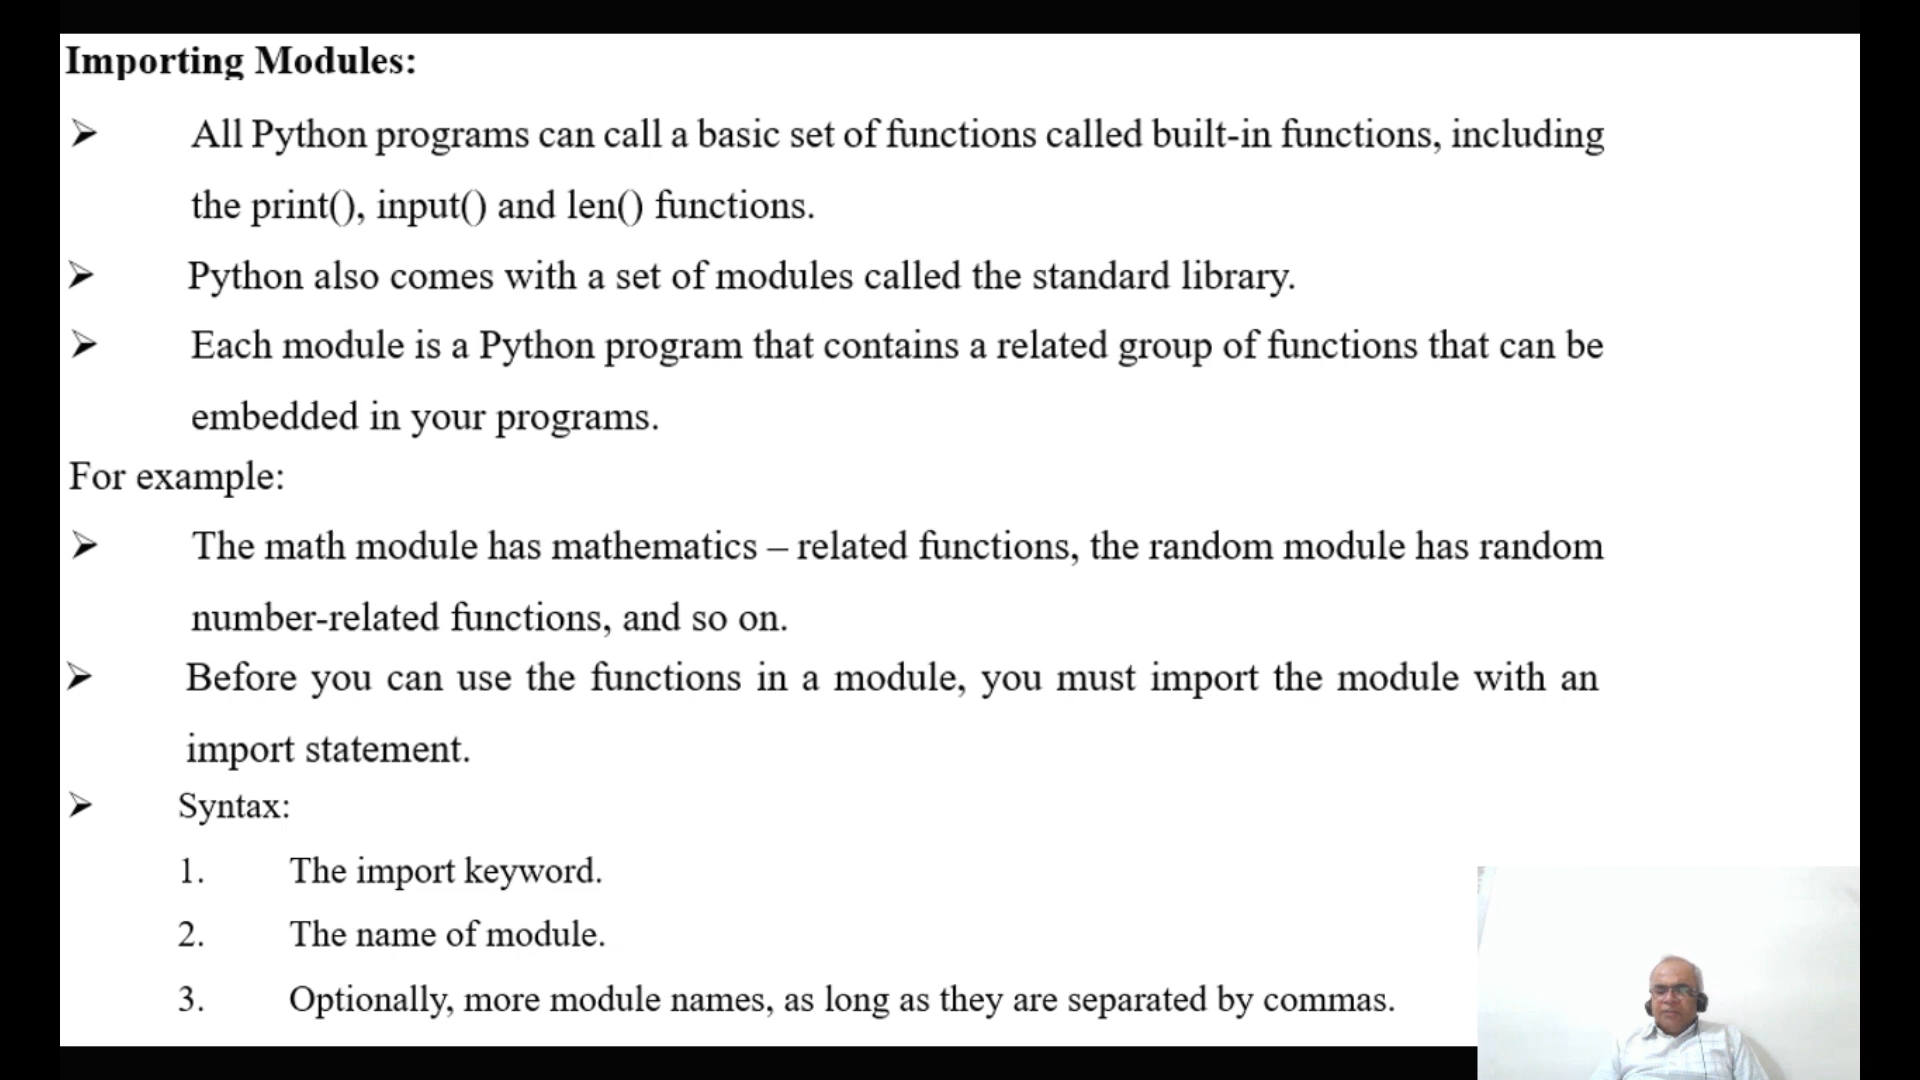 Importing Modules:
➢ All Python programs can call a basic set of functions called built-in functions, including
the print(), input() and len() functions.
➢ Python also comes with a set of modules called the standard library.
➢ Each module is a Python program that contains a related group of functions that can be
embedded in your programs.
For example:
➢ The math module has mathematics – related functions, the random module has random
number-related functions, and so on.
➢ Before you can use the functions in a module, you must import the module with an
import statement.
➢ Syntax:
1. The import keyword.
2. The name of module.
3. Optionally, more module names, as long as they are separated by commas.